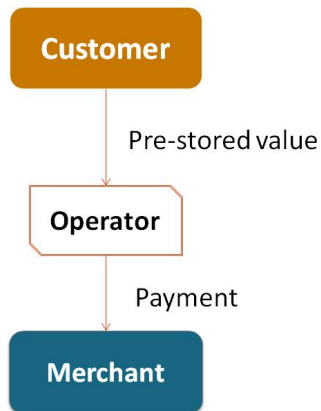 Customer
Pre-stored value
Operator
Payment
Merchant